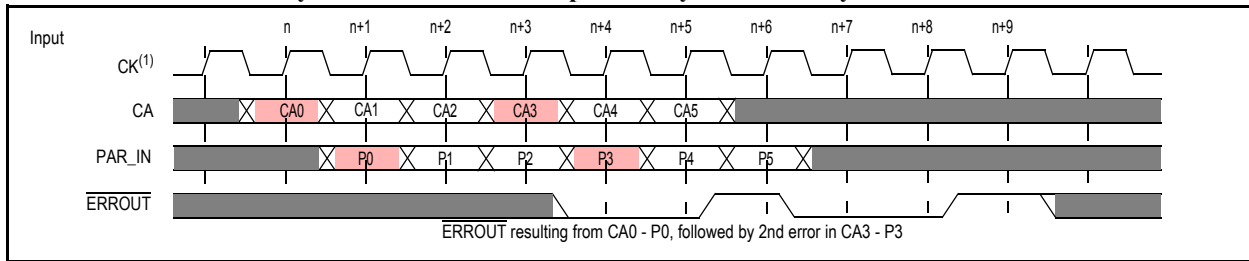 n n+1 n+2 n+3 n+4 n+5 n+6 n+7 n+8 n+9
Input
CK(1)
CA CA0 CA1 CA2 CA3 CA4 CA5
PAR_IN P0 P1 P2 P3 P4 P5
ERROUT
ERROUT resulting from CA0 - P0, followed by 2nd error in CA3 - P3